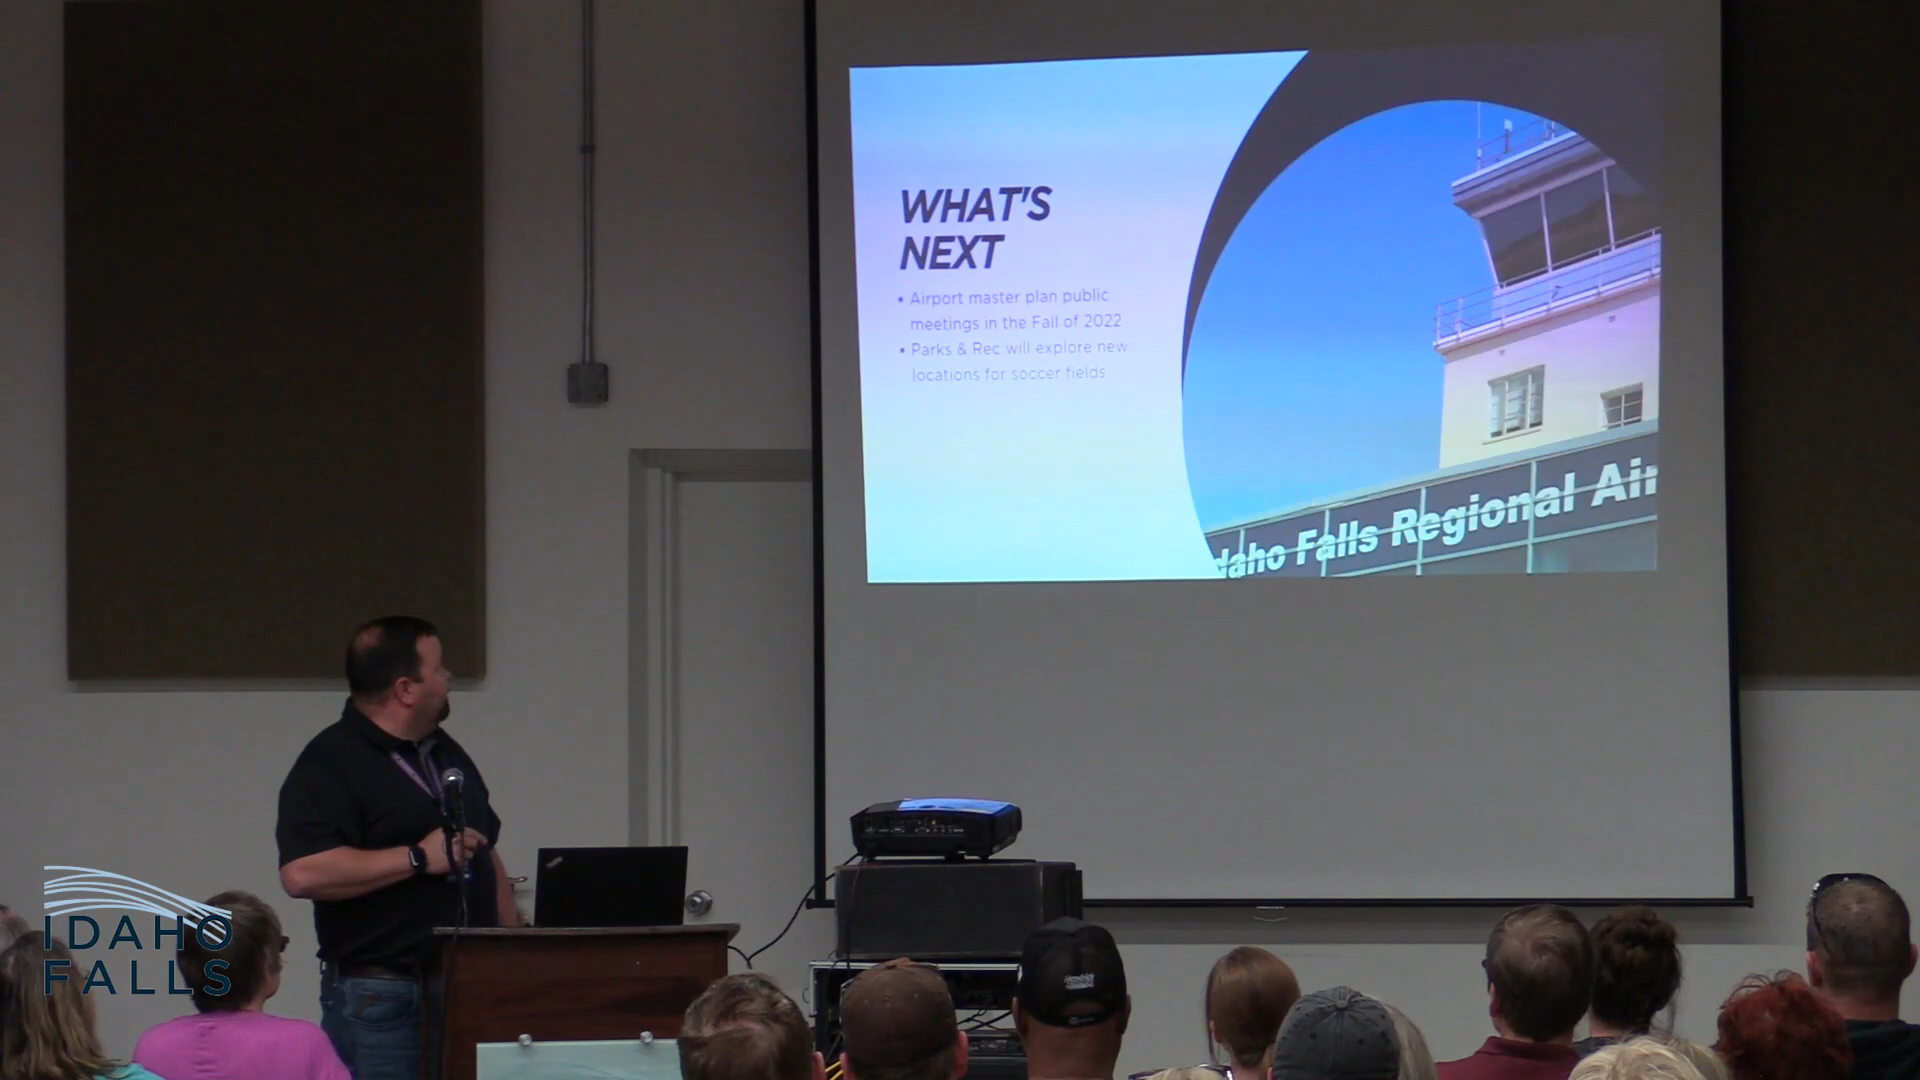 WHAT'S
NEXT
• Airport master plan public
meetings in the Fall of 2022
• Parks & Rec will explore new
locations for soccer fields
daho Falls Regional Air
IDAHO
FALLS